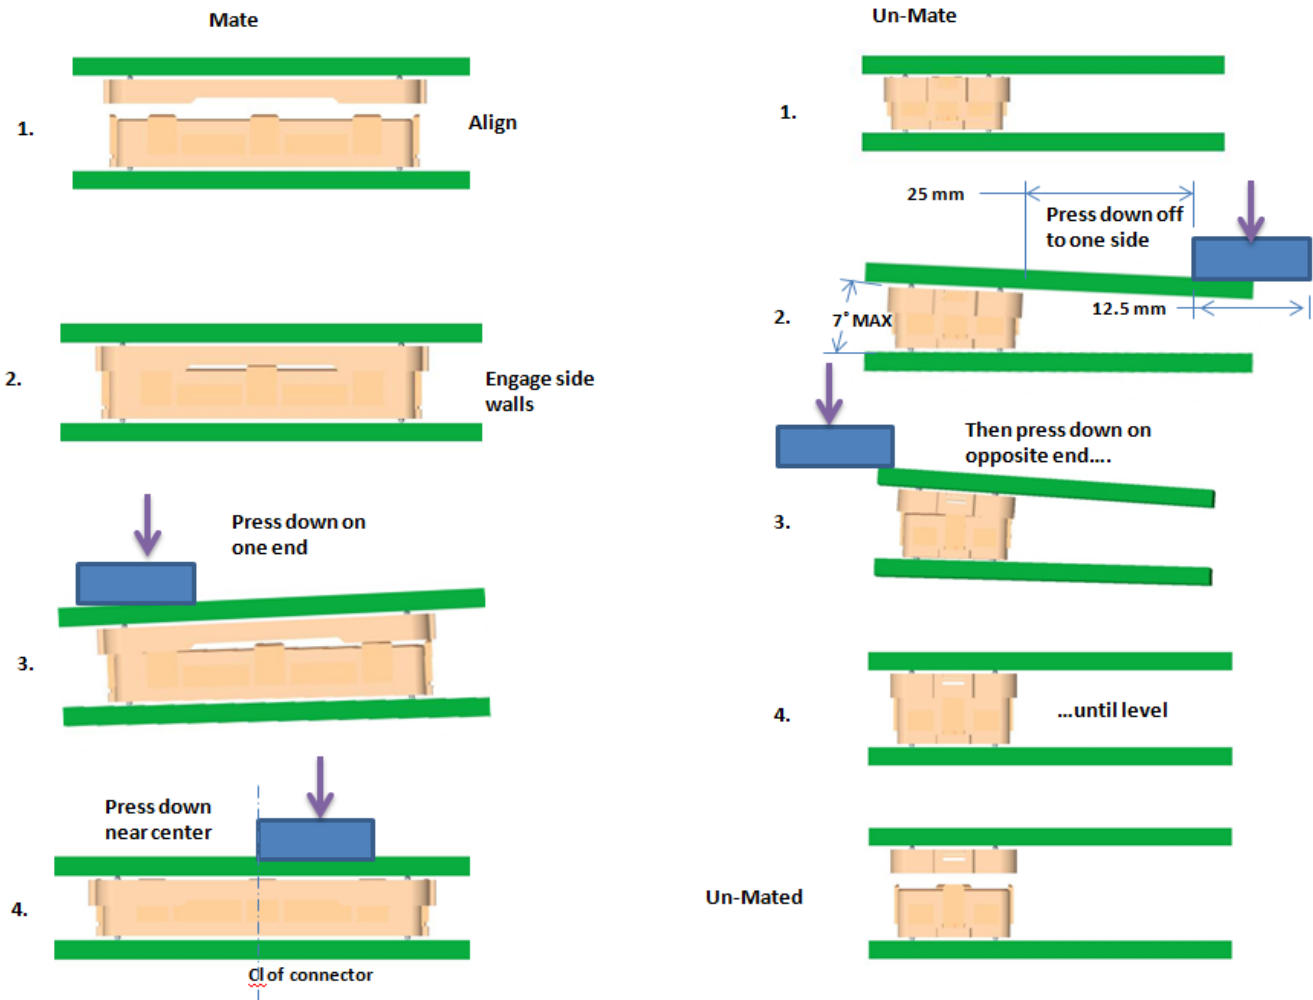 Mate
1.
Align
2.
Engage side
walls
Press down on
one end
3.
Press down
near center
4.
Cl of connector
Un-Mate
1.
25 mm
Press down off
to one side
2.
7° MAX
12.5 mm
Then press down on
opposite end....
3.
4.
...until level
Un-Mated